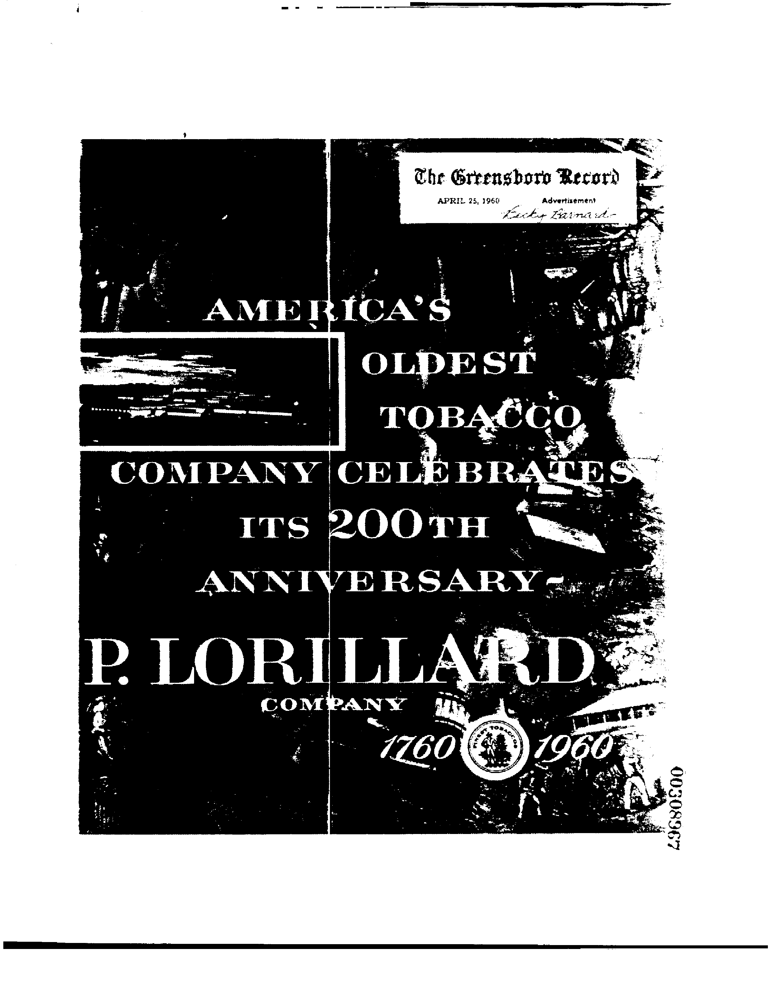 The Greensboro Record
APRIL 25, 1960 Advertisement
Becky Barnard
AMERICA'S
OLDEST
TOBACCO
COMPANY CELEBRATES
ITS 200TH
ANNIVERSARY-
P. LORILLARD
COMPANY
1760 1960
00308967